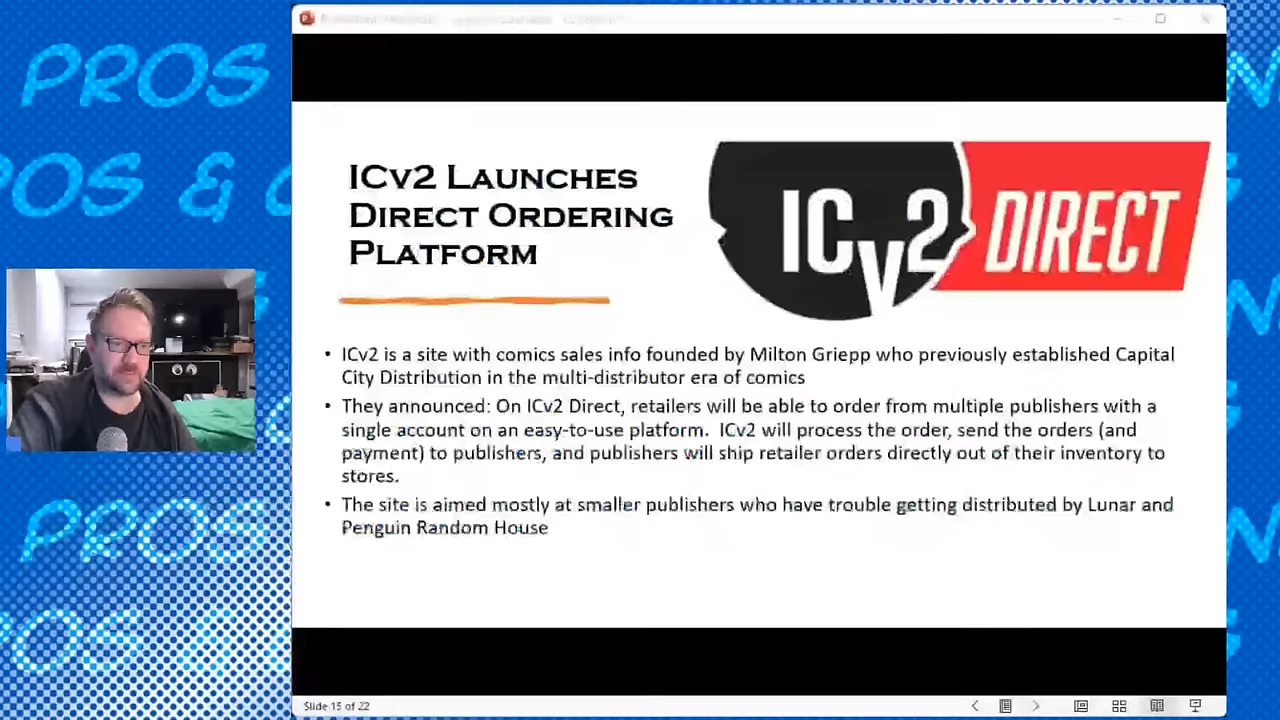 PROS
POS & C
PROS
POS
ICv2 Launches
Direct Ordering
Platform
ICv2 DIRECT
• ICv2 is a site with comics sales info founded by Milton Griepp who previously established Capital
City Distribution in the multi-distributor era of comics
• They announced: On ICv2 Direct, retailers will be able to order from multiple publishers with a
single account on an easy-to-use platform.  ICv2 will process the order, send the orders (and
payment) to publishers, and publishers will ship retailer orders directly out of their inventory to
stores.
• The site is aimed mostly at smaller publishers who have trouble getting distributed by Lunar and
Penguin Random House
Slide 15 of 22